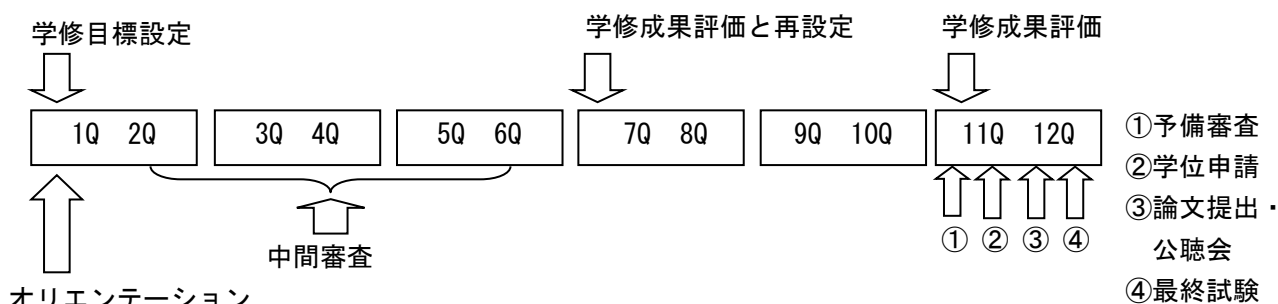 学修目標設定
学修成果評価と再設定
学修成果評価
1Q 2Q
3Q 4Q
5Q 6Q
7Q 8Q
9Q 10Q
11Q 12Q
①予備審査
②学位申請
③論文提出・
公聴会
④最終試験
① ② ③ ④
中間審査
オリエンテーション